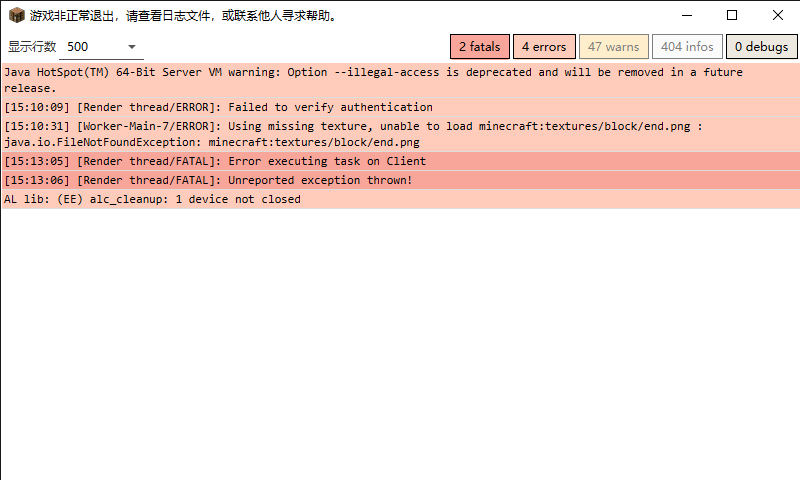 游戏非正常退出，请查看日志文件，或联系他人寻求帮助。
显示行数 500 2 fatals 4 errors 47 warns 404 infos 0 debugs
Java HotSpot(TM) 64-Bit Server VM warning: Option --illegal-access is deprecated and will be removed in a future
release.
[15:10:09] [Render thread/ERROR]: Failed to verify authentication
[15:10:31] [Worker-Main-7/ERROR]: Using missing texture, unable to load minecraft:textures/block/end.png :
java.io.FileNotFoundException: minecraft:textures/block/end.png
[15:13:05] [Render thread/FATAL]: Error executing task on Client
[15:13:06] [Render thread/FATAL]: Unreported exception thrown!
AL lib: (EE) alc_cleanup: 1 device not closed